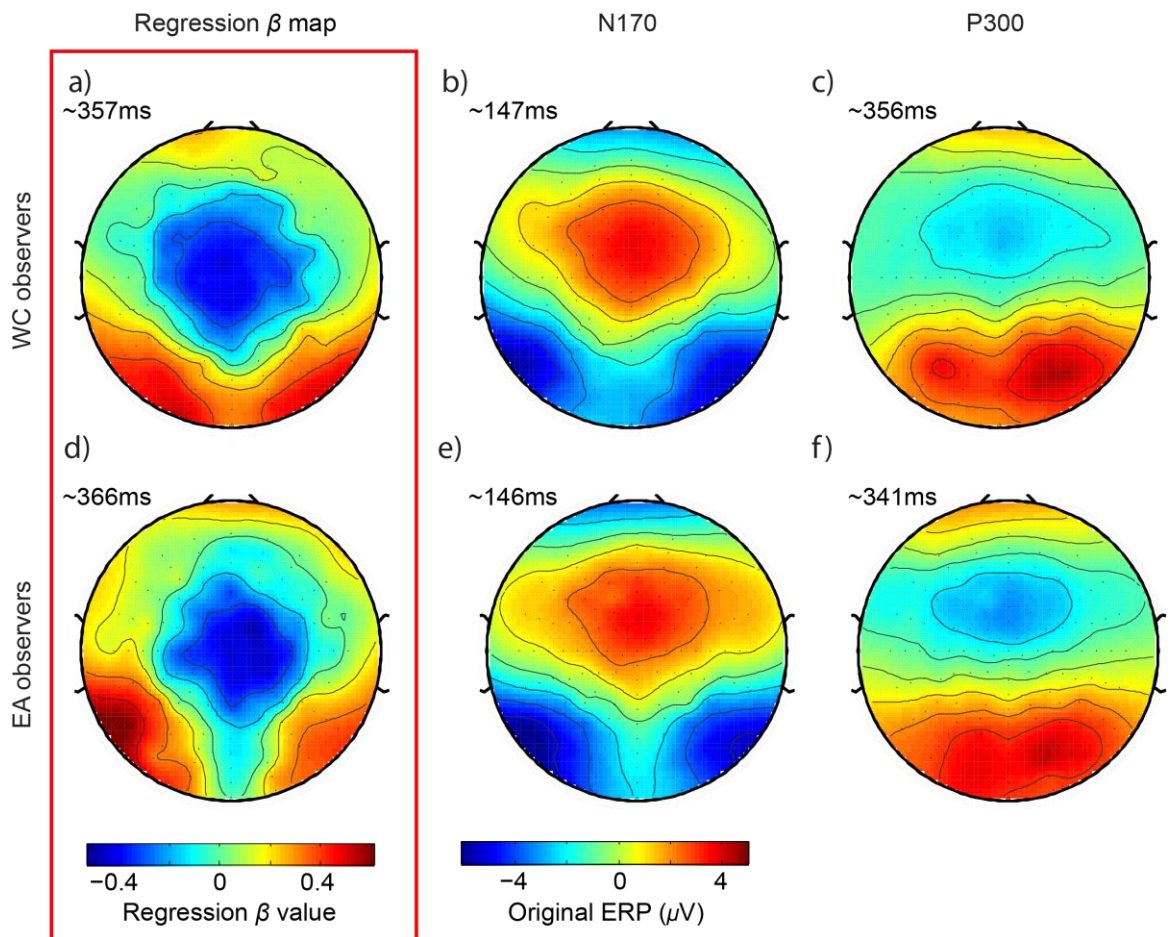 Regression β map
N170
P300
a)
b)
c)
~357ms
~147ms
~356ms
WC observers
d)
e)
f)
~366ms
~146ms
~341ms
EA observers
−0.4 0 0.4
−4 0 4
Regression β value
Original ERP (μV)